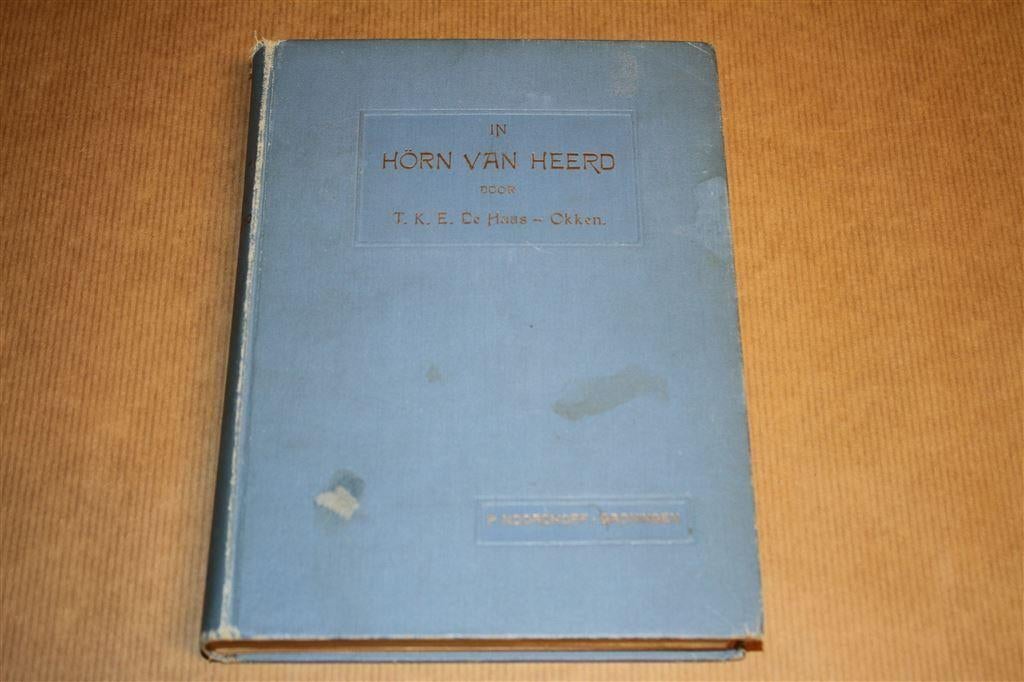 IN
HÖRN VAN HEERD
DOOR
T. K. E. De Haas – Okken.
P. NOORDHOFF - GRONINGEN